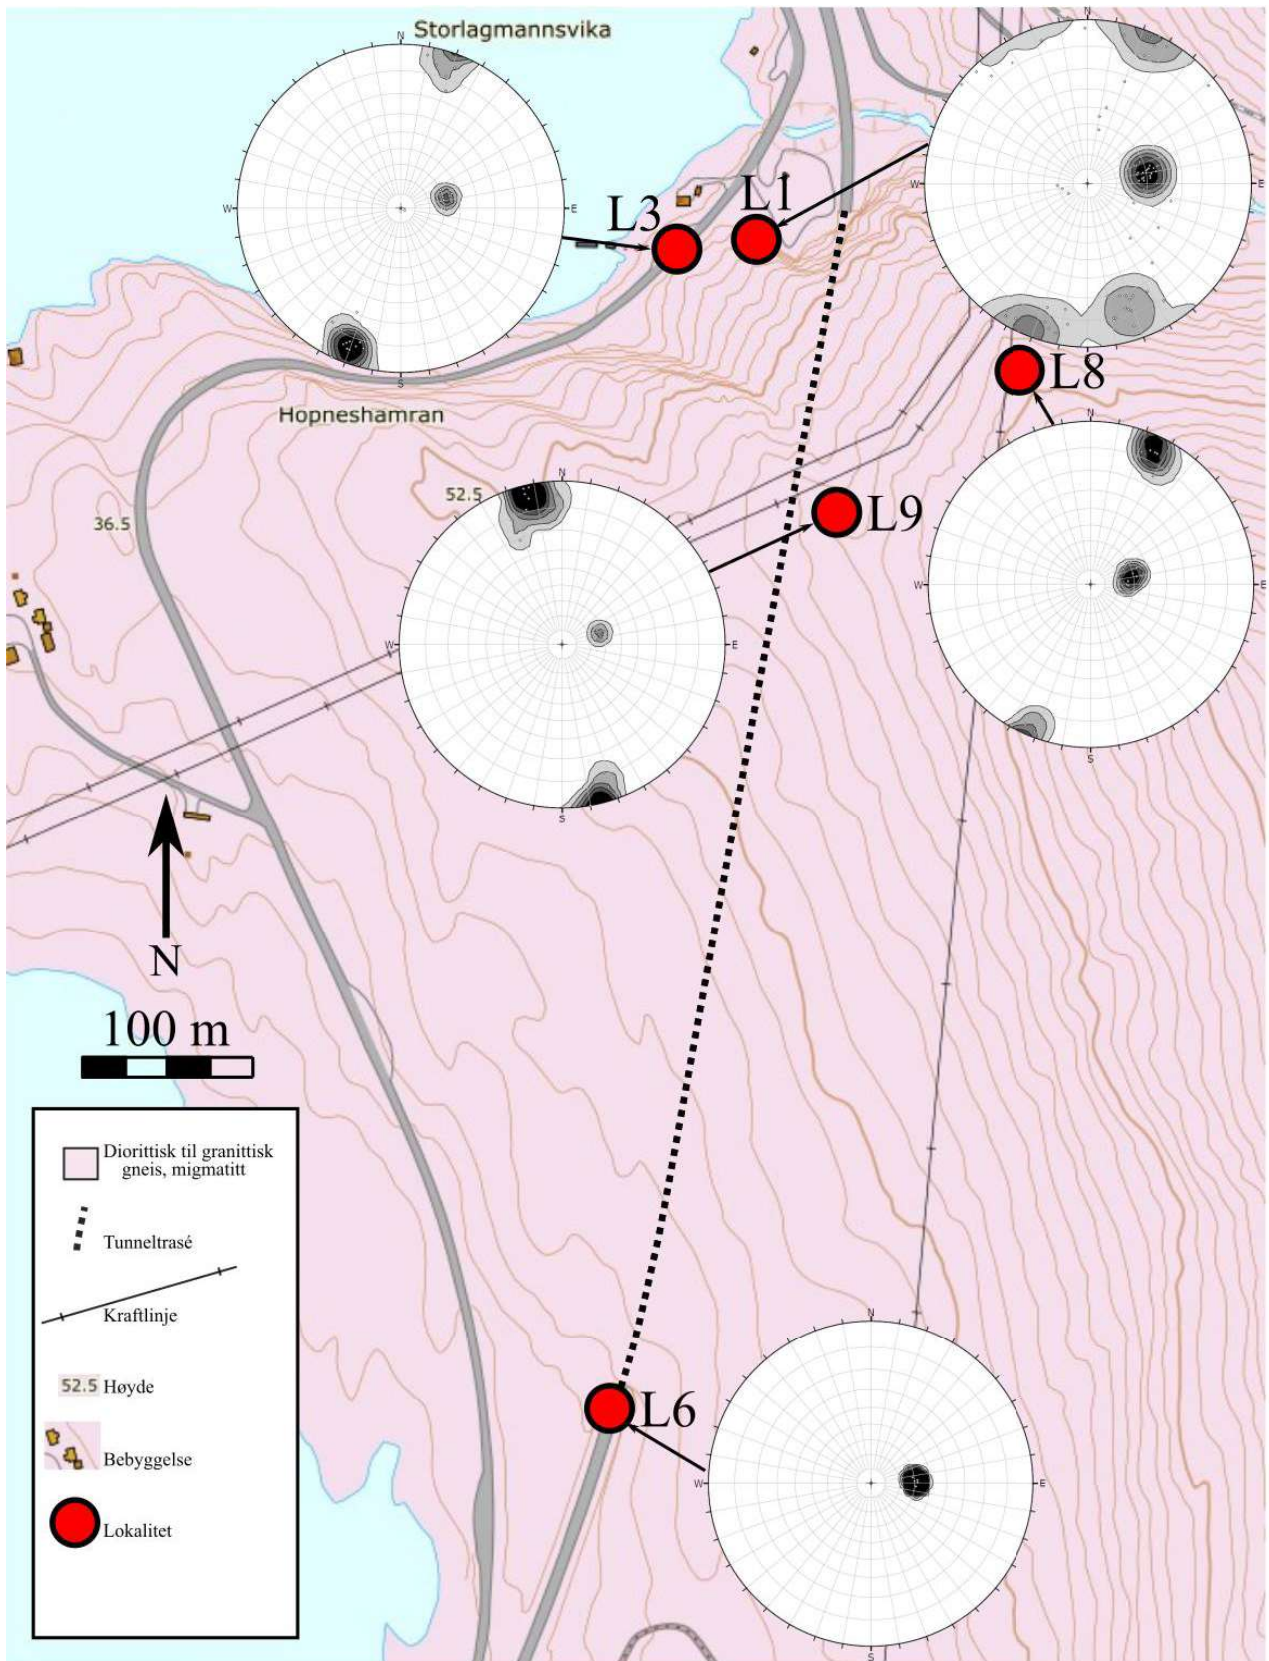 Storlagmannsvika
N
W
E
S
L3
L1
N
W
E
S
Hopneshamran
L8
52.5
36.5
L9
N
W
E
S
N
W
E
S
N
100 m
Diorittisk til granittisk
gneis, migmatitt
Tunneltrasé
Kraftlinje
52.5 Høyde
Bebyggelse
Lokalitet
L6
N
W
E
S